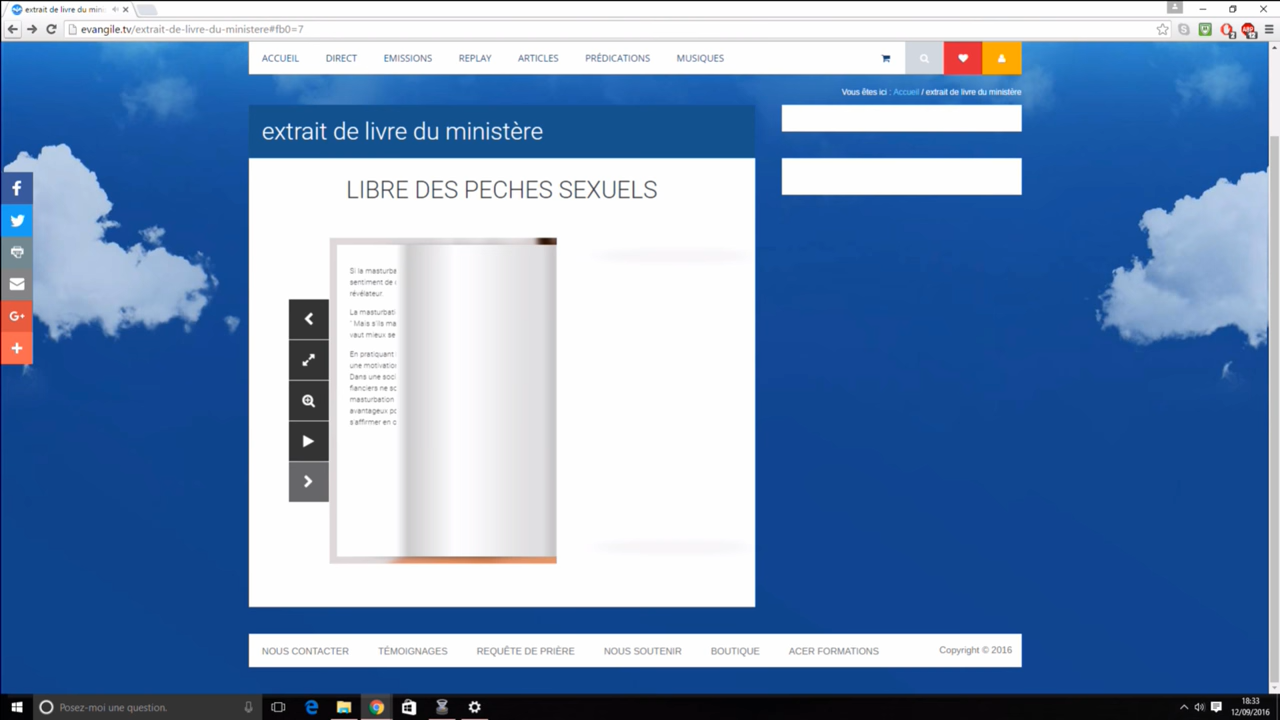 extrait de livre du mini
evangile.tv/extrait-de-livre-du-ministere#fb0=7
ACCUEIL DIRECT EMISSIONS REPLAY ARTICLES PRÉDICATIONS MUSIQUES
Vous êtes ici : Accueil / extrait de livre du ministère
extrait de livre du ministère
LIBRE DES PECHES SEXUELS
Si la masturba
sentiment de
révélateur.
La masturbati
" Mais s'ils ma
vaut mieux se
En pratiquant
une motivation
Dans une soci
fianciers ne so
masturbation
avantageux po
s'affirmer en
NOUS CONTACTER TÉMOIGNAGES REQUÊTE DE PRIÈRE NOUS SOUTENIR BOUTIQUE ACER FORMATIONS Copyright © 2016
Posez-moi une question.
18:33
12/09/2016